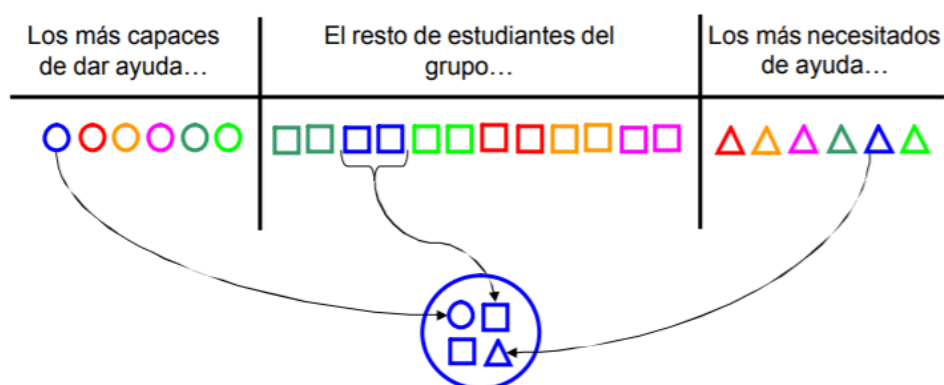 Los más capaces
de dar ayuda…
El resto de estudiantes del
grupo…
Los más necesitados
de ayuda…